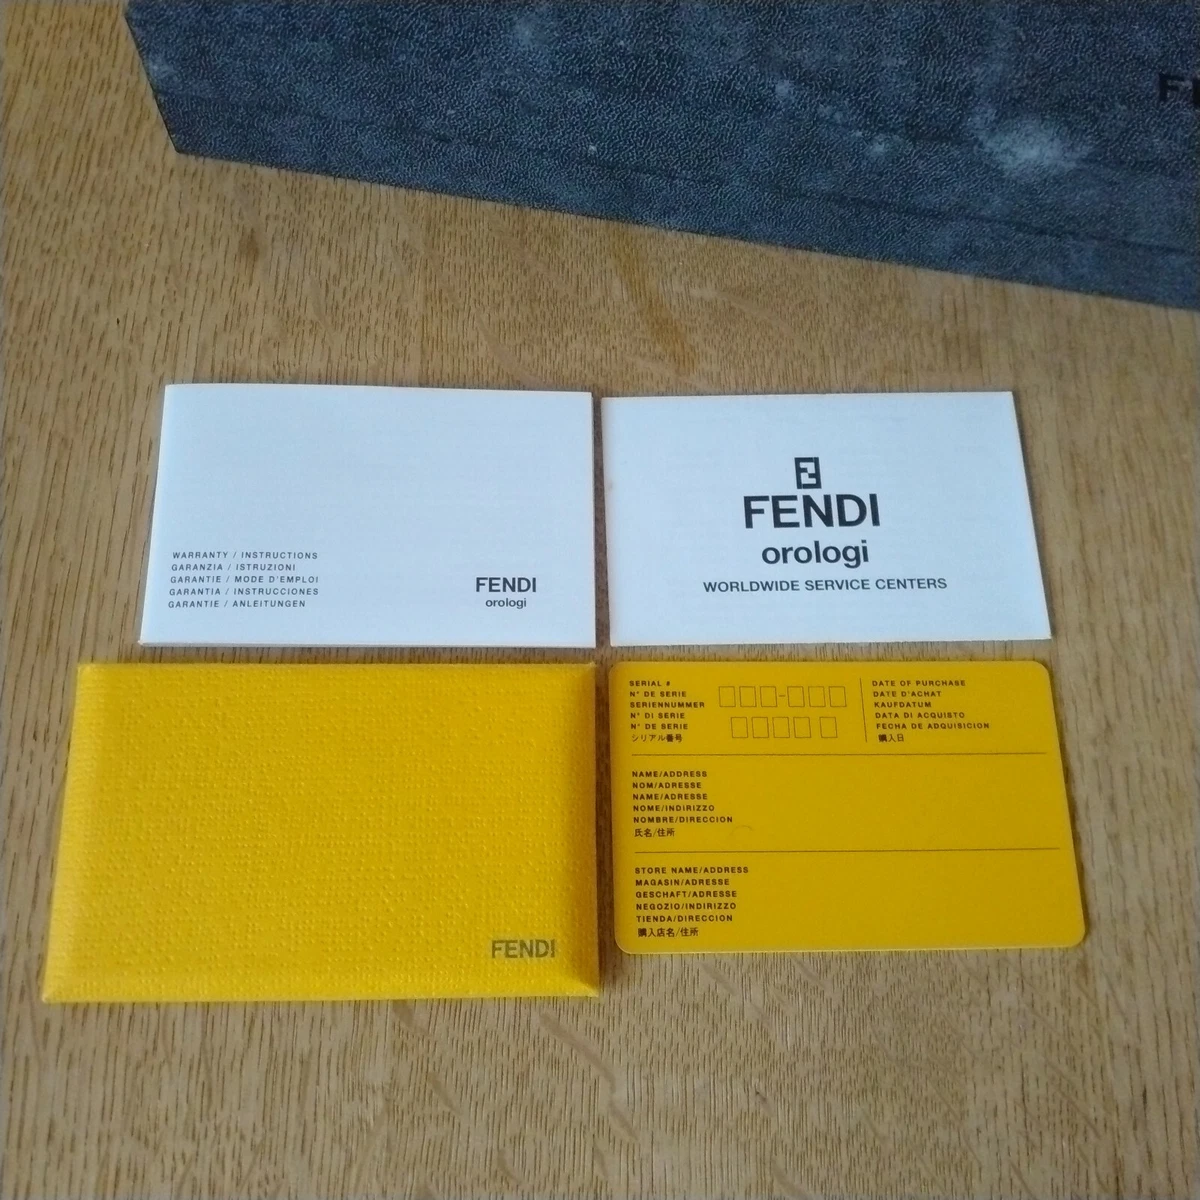 WARRANTY / INSTRUCTIONS
GARANZIA / ISTRUZIONI
GARANTIE / MODE D'EMPLOI
GARANTIA / INSTRUCCIONES
GARANTIE / ANLEITUNGEN
FENDI
orologi
FENDI
orologi
WORLDWIDE SERVICE CENTERS
FENDI
SERIAL #
N° DE SERIE
SERIENNUMMER
N° DI SERIE
N° DE SERIE
シリアル番号
DATE OF PURCHASE
DATE D'ACHAT
KAUFDATUM
DATA DI ACQUISTO
FECHA DE ADQUISICION
購入日
NAME/ADDRESS
NOM/ADRESSE
NAME/ADRESSE
NOME/INDIRIZZO
NOMBRE/DIRECCION
氏名/住所
STORE NAME/ADDRESS
MAGASIN/ADRESSE
GESCHAFT/ADRESSE
NEGOZIO/INDIRIZZO
TIENDA/DIRECCION
購入店名/住所